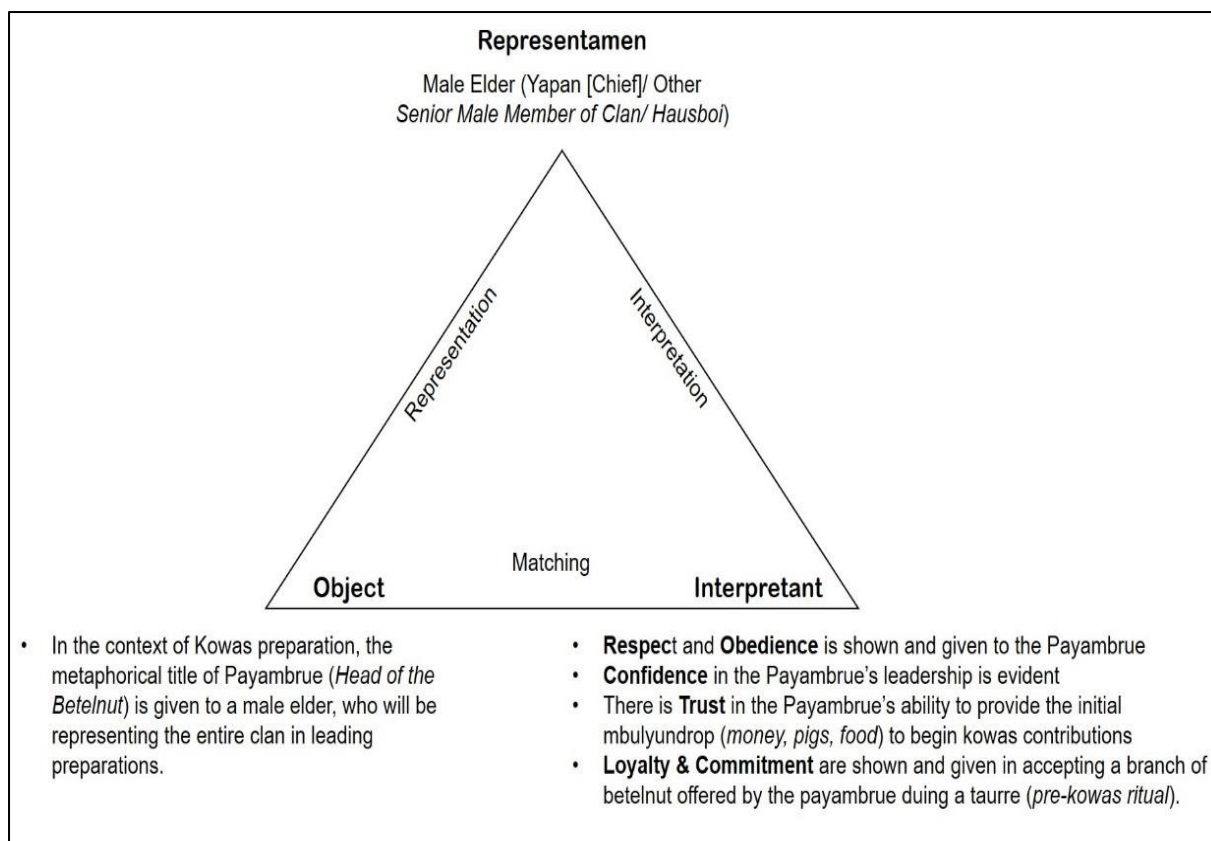 Representamen
Male Elder (Yapan [Chief]/ Other
Senior Male Member of Clan/ Hausboi)
Representation
Interpretation
Matching
Object
Interpretant
• In the context of Kowas preparation, the
metaphorical title of Payambrue (Head of the
Betelnut) is given to a male elder, who will be
representing the entire clan in leading
preparations.
• Respect and Obedience is shown and given to the Payambrue
• Confidence in the Payambrue's leadership is evident
• There is Trust in the Payambrue's ability to provide the initial
mbulyundrop (money, pigs, food) to begin kowas contributions
• Loyalty & Commitment are shown and given in accepting a branch of
betelnut offered by the payambrue duing a taurre (pre-kowas ritual).